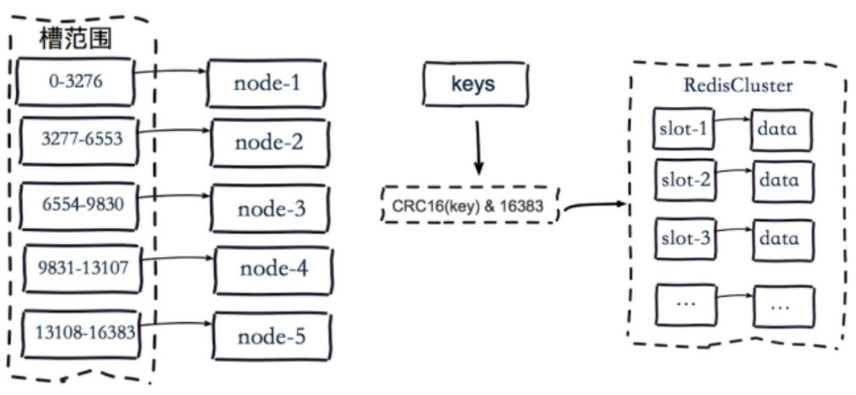 槽范围
0-3276
node-1
3277-6553
node-2
6554-9830
node-3
9831-13107
node-4
13108-16383
node-5
keys
CRC16(key) & 16383
RedisCluster
slot-1
data
slot-2
data
slot-3
data
...
...